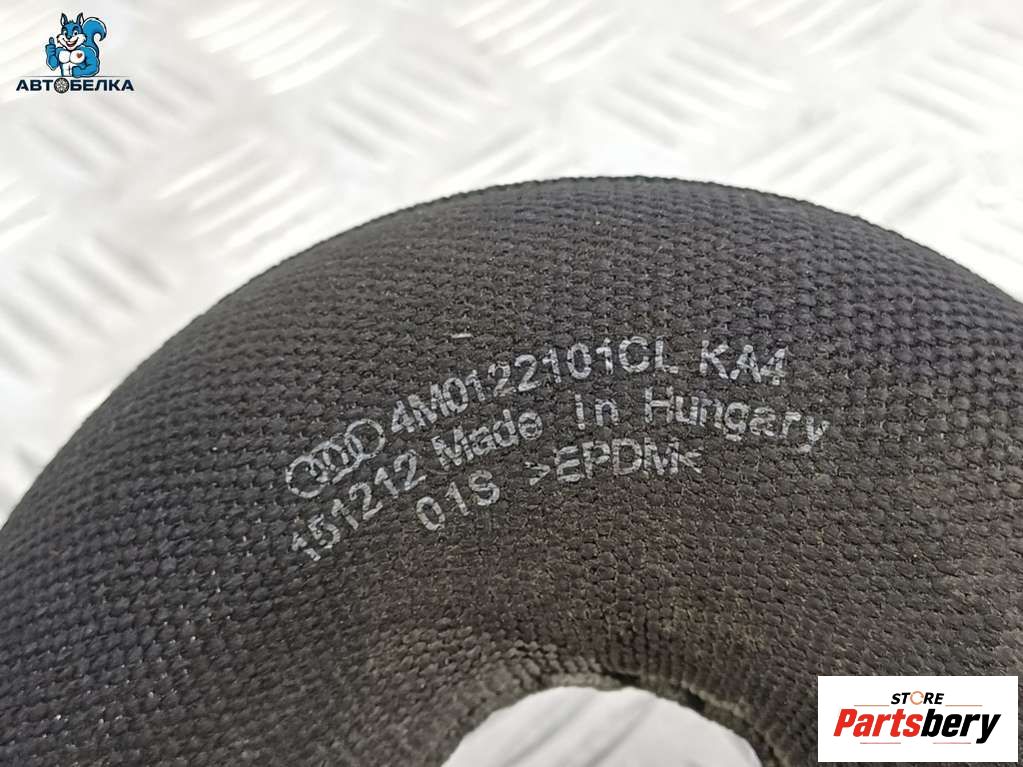 АВТОБЕЛКА
4M0122101CL KA4
151212 Made in Hungary
01S >EPDM<
STORE
Partsbery